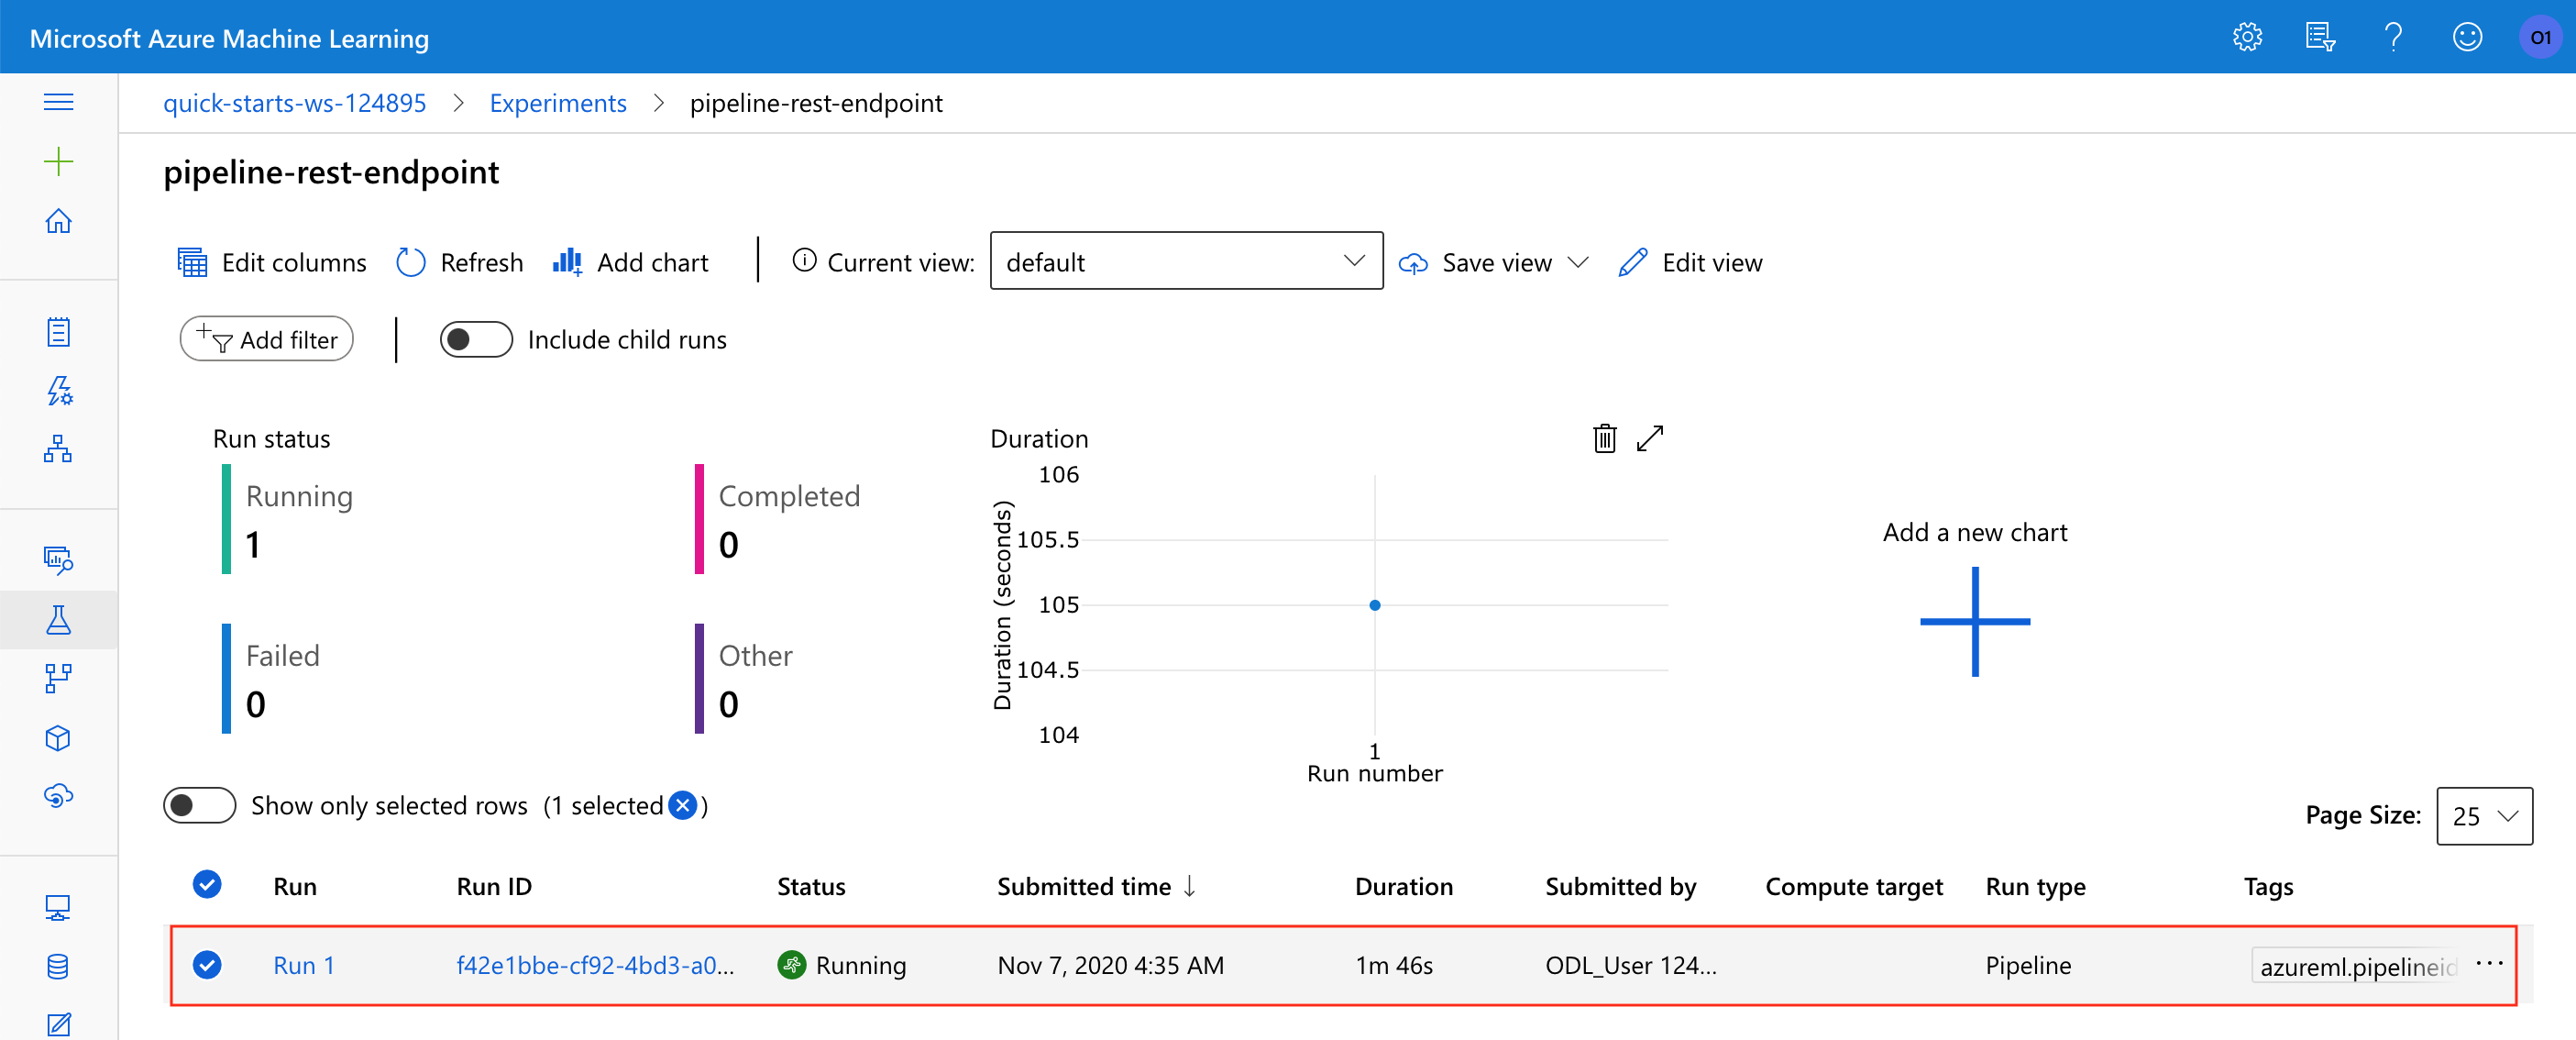 Microsoft Azure Machine Learning
O1
quick-starts-ws-124895 > Experiments > pipeline-rest-endpoint
pipeline-rest-endpoint
Edit columns Refresh Add chart Current view: default Save view Edit view
Add filter Include child runs
Run status
Running
1
Completed
0
Failed
0
Other
0
Duration
Duration (seconds)
106
105.5
105
104.5
104
1
Run number
Add a new chart
Show only selected rows (1 selected )
Page Size: 25
Run Run ID Status Submitted time ↓ Duration Submitted by Compute target Run type Tags
Run 1 f42e1bbe-cf92-4bd3-a0... Running Nov 7, 2020 4:35 AM 1m 46s ODL_User 124... Pipeline azureml.pipelineid ...